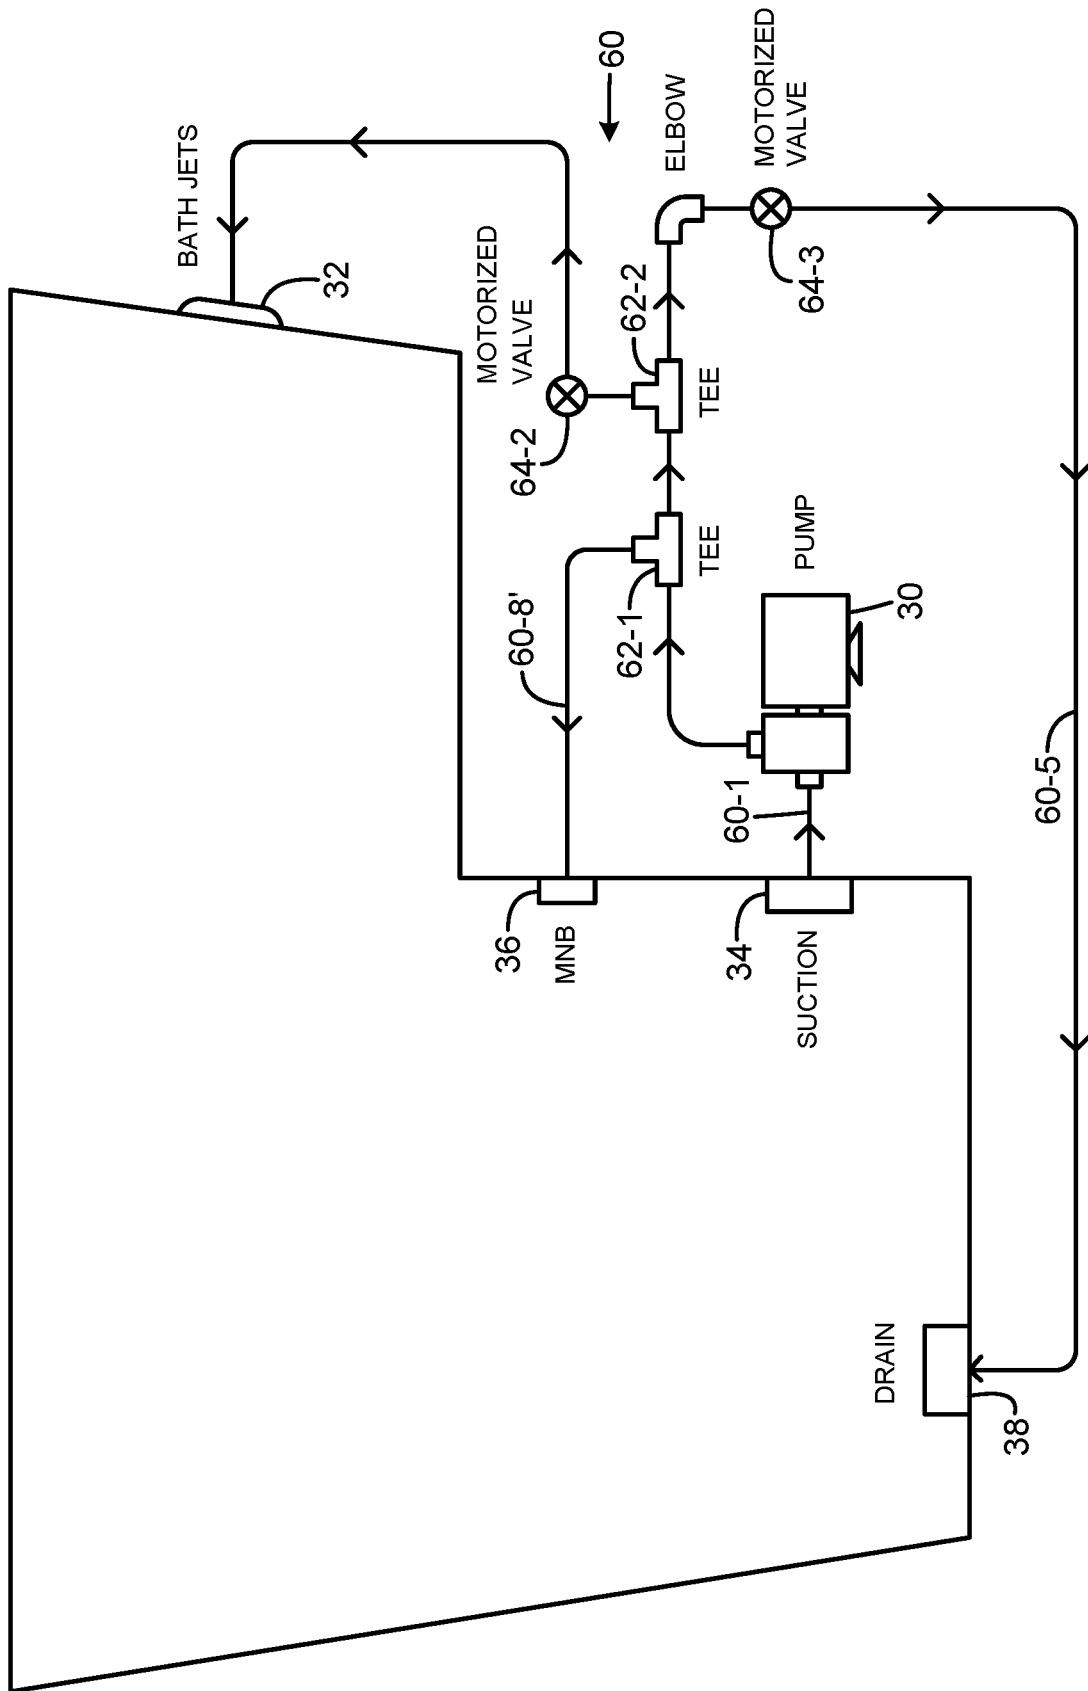 BATH JETS
32
60
MOTORIZED
VALVE
64-2
ELBOW
MOTORIZED
VALVE
64-3
62-2
TEE
62-1
TEE
60-8'
PUMP
30
60-1
60-5
36
MNB
34
SUCTION
DRAIN
38